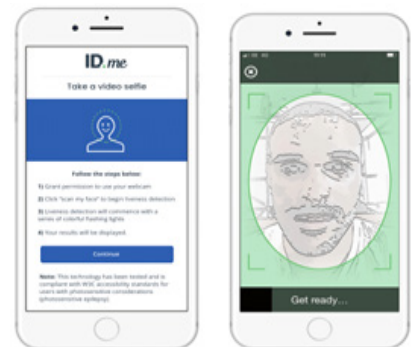 ID.me
Take a video selfie
Follow the steps below:
1) Grant permission to use your webcam
2) Click "scan my face" to begin liveness detection
3) Liveness detection will commence with a
series of colorful flashing lights
4) Your results will be displayed.
Continue
Note: This technology has been tested and is
compliant with W3C accessibility standards for
users with photosensitive considerations
(photosensitive epilepsy).
Get ready...